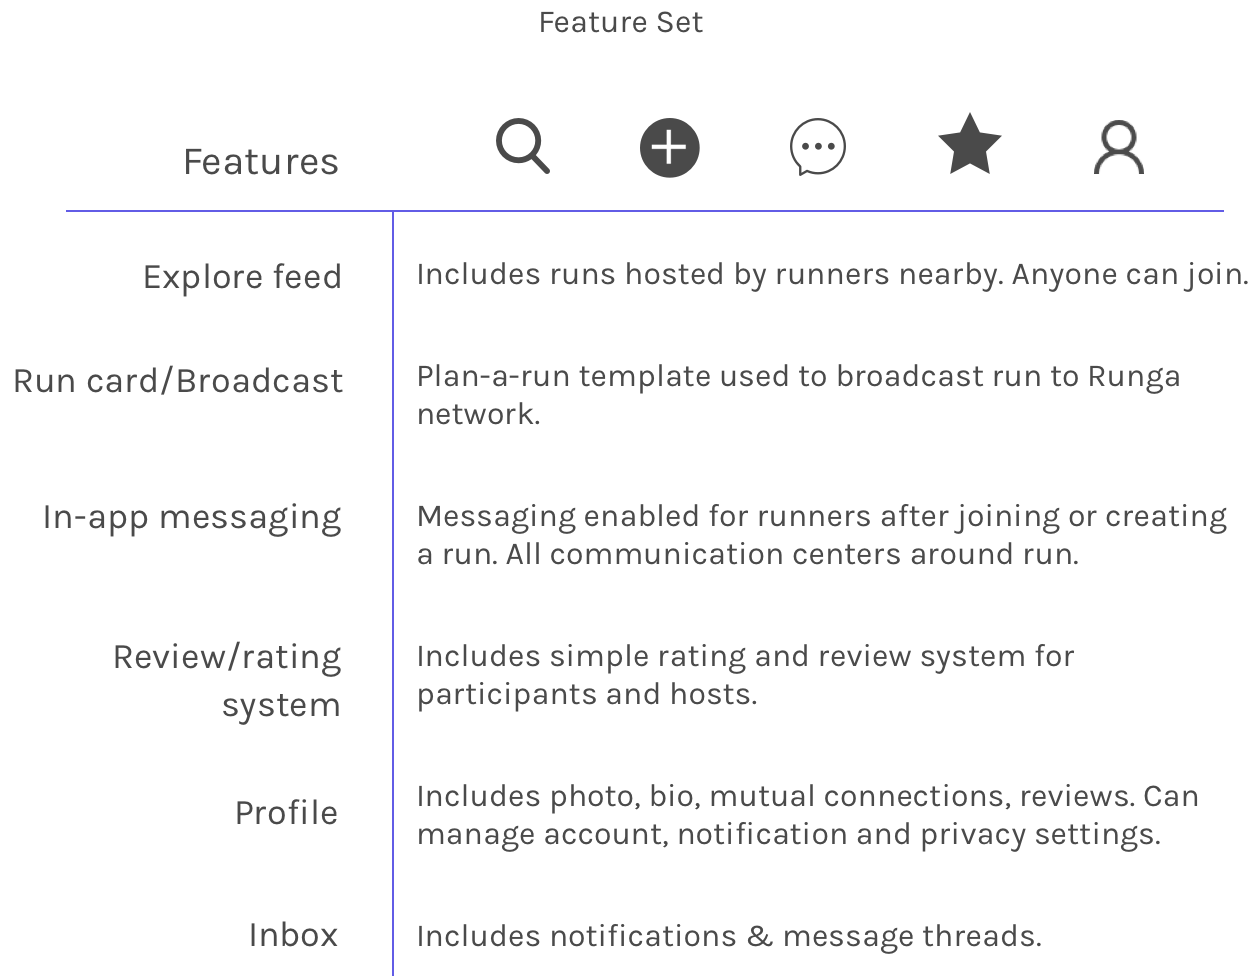 Feature Set
Features
Explore feed
Includes runs hosted by runners nearby. Anyone can join.
Run card/Broadcast
Plan-a-run template used to broadcast run to Runga
network.
In-app messaging
Messaging enabled for runners after joining or creating
a run. All communication centers around run.
Review/rating
system
Includes simple rating and review system for
participants and hosts.
Profile
Includes photo, bio, mutual connections, reviews. Can
manage account, notification and privacy settings.
Inbox
Includes notifications & message threads.